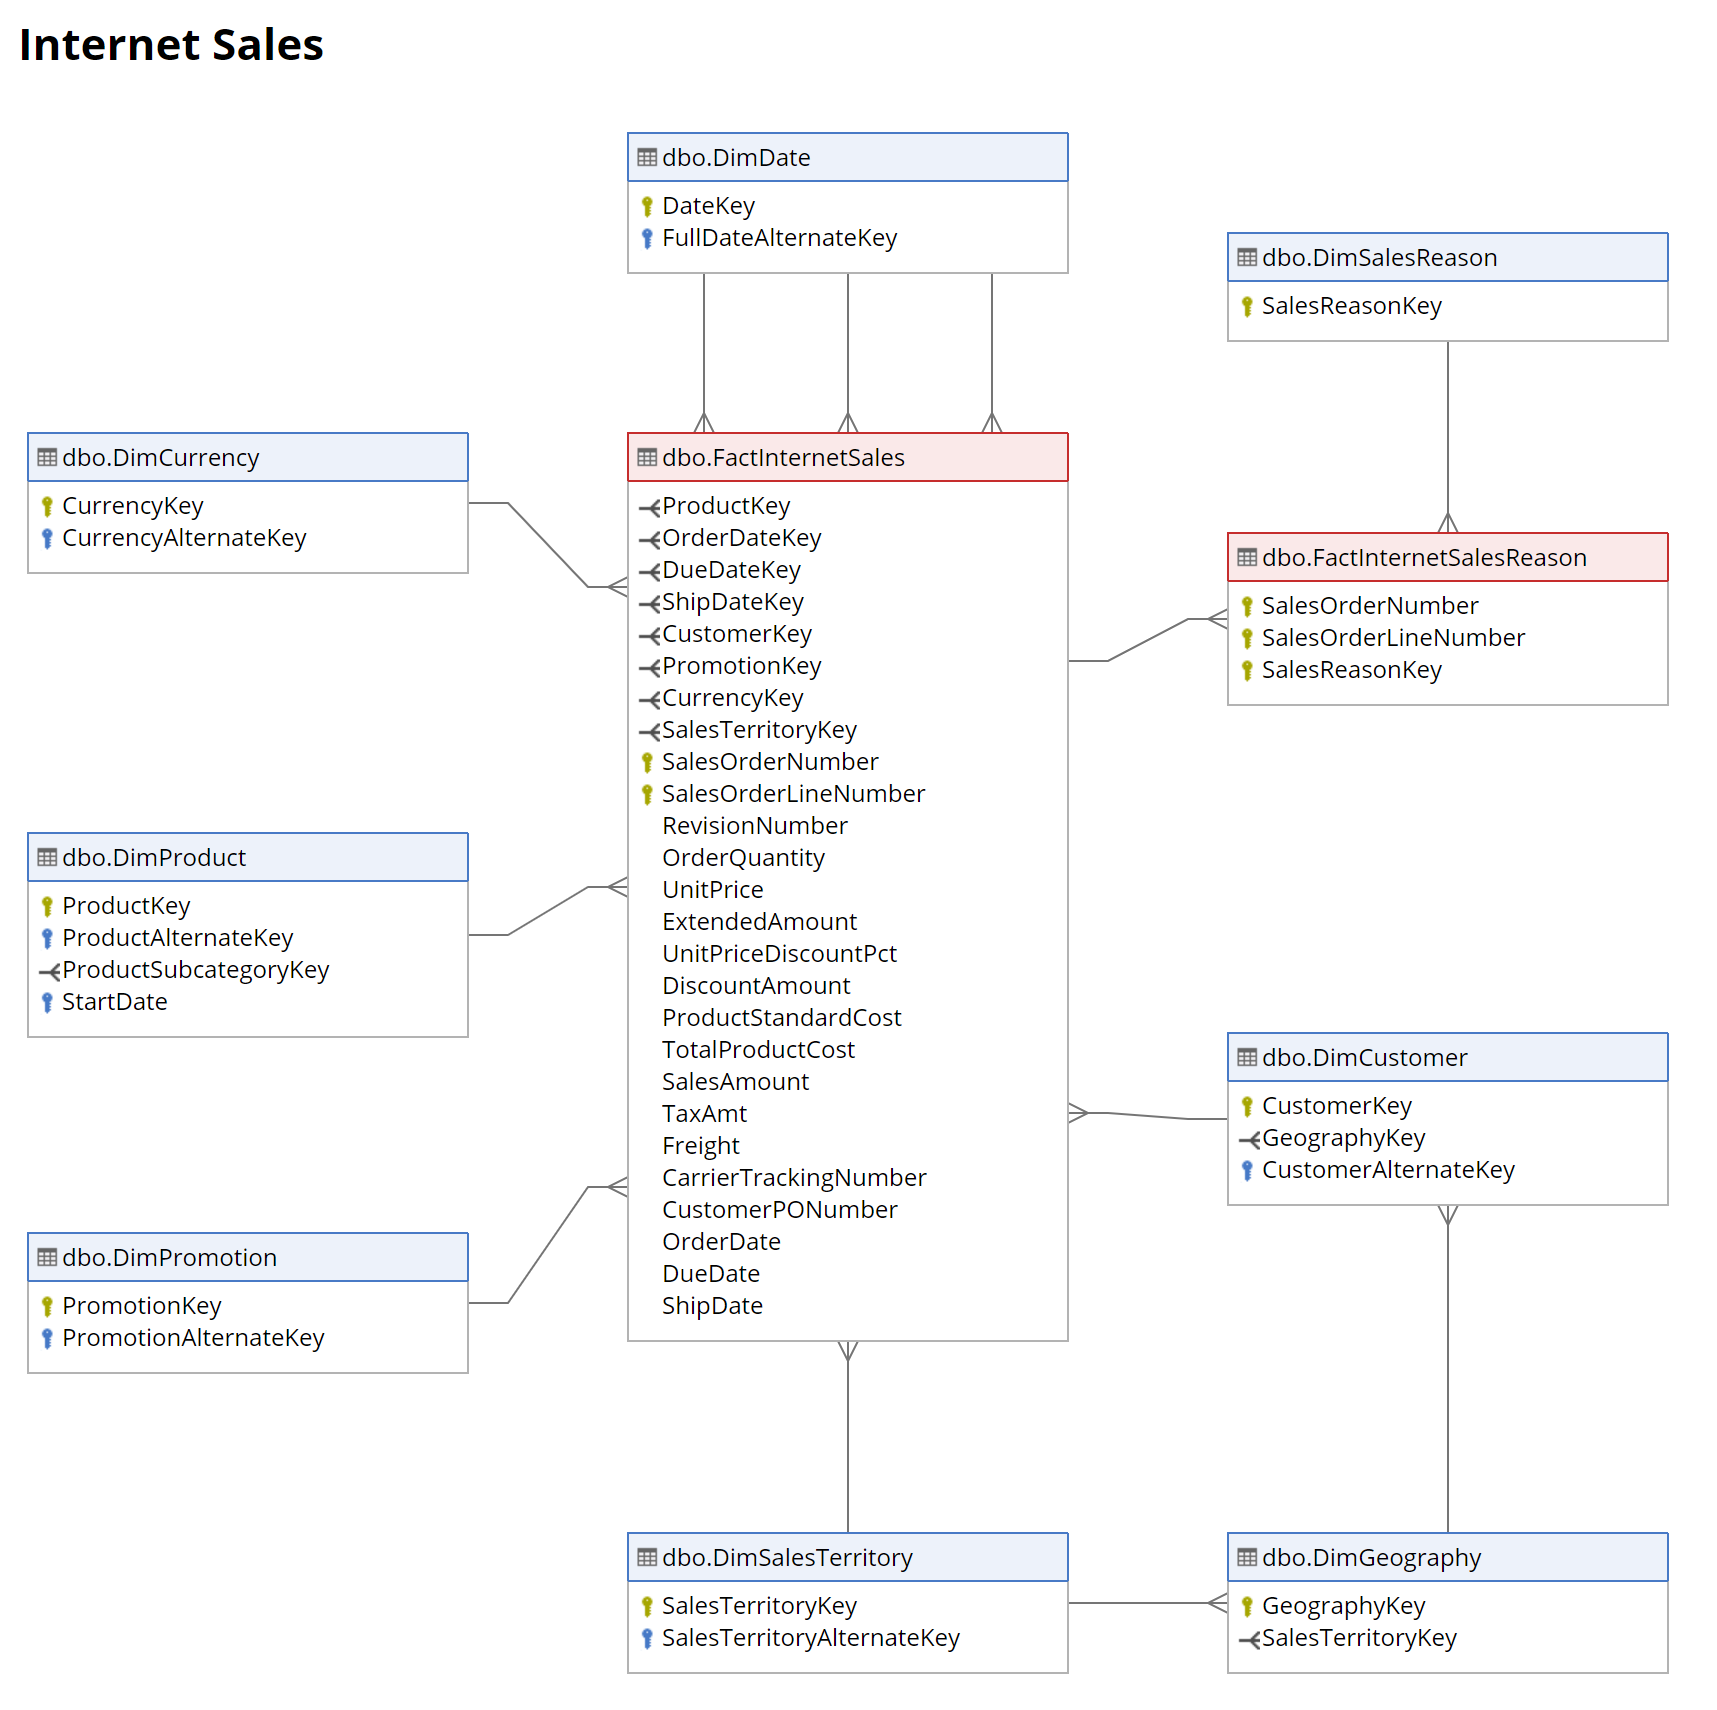 Internet Sales
dbo.DimDate
DateKey
FullDateAlternateKey
dbo.DimSalesReason
SalesReasonKey
dbo.DimCurrency
CurrencyKey
CurrencyAlternateKey
dbo.FactInternetSales
ProductKey
OrderDateKey
DueDateKey
ShipDateKey
CustomerKey
PromotionKey
CurrencyKey
SalesTerritoryKey
SalesOrderNumber
SalesOrderLineNumber
RevisionNumber
OrderQuantity
UnitPrice
ExtendedAmount
UnitPriceDiscountPct
DiscountAmount
ProductStandardCost
TotalProductCost
SalesAmount
TaxAmt
Freight
CarrierTrackingNumber
CustomerPONumber
OrderDate
DueDate
ShipDate
dbo.FactInternetSalesReason
SalesOrderNumber
SalesOrderLineNumber
SalesReasonKey
dbo.DimProduct
ProductKey
ProductAlternateKey
ProductSubcategoryKey
StartDate
dbo.DimCustomer
CustomerKey
GeographyKey
CustomerAlternateKey
dbo.DimPromotion
PromotionKey
PromotionAlternateKey
dbo.DimSalesTerritory
SalesTerritoryKey
SalesTerritoryAlternateKey
dbo.DimGeography
GeographyKey
SalesTerritoryKey